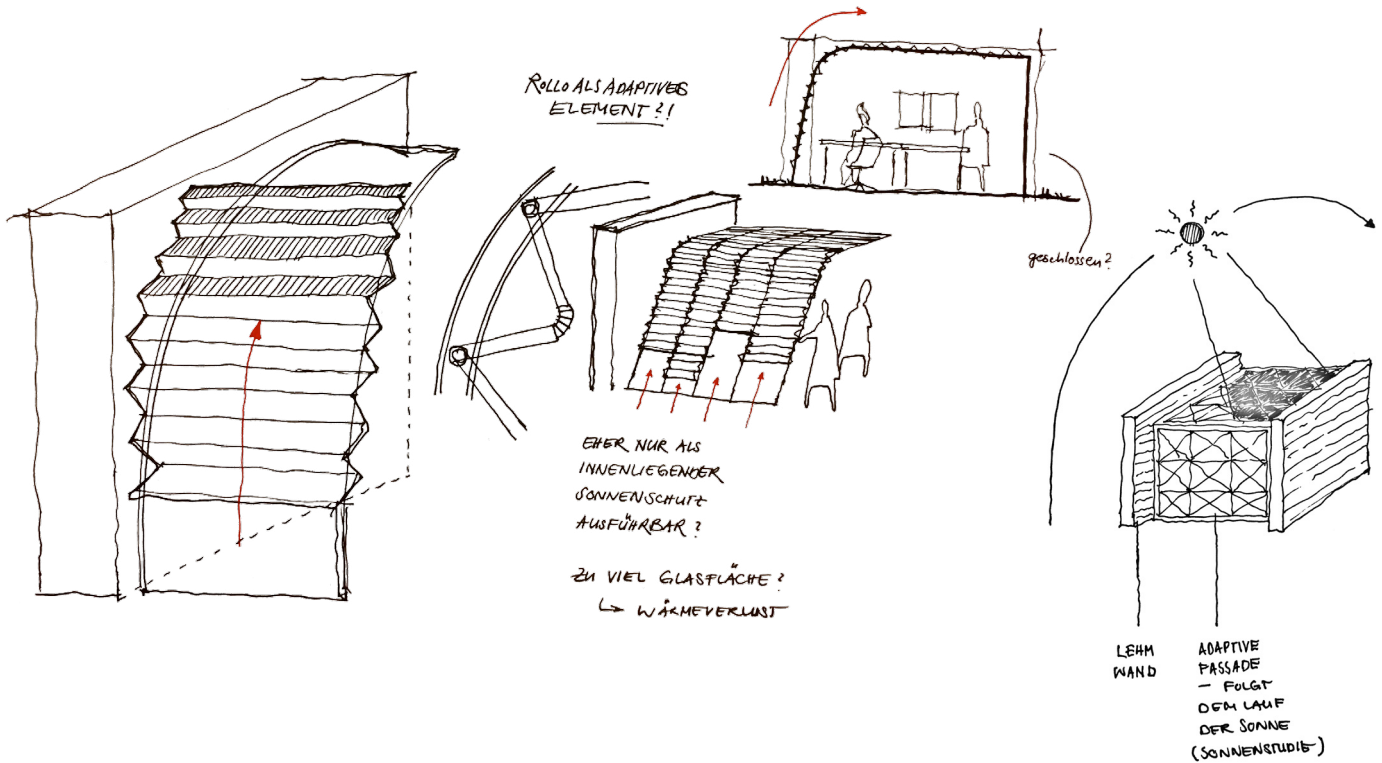 ROLLO ALS ADAPTIVES
ELEMENT?!
geschlossen?
EHER NUR ALS
INNENLIEGENDER
SONNENSCHUTZ
AUSFÜHRBAR?
ZU VIEL GLASFLÄCHE?
↳ WÄRMEVERLUST
LEHM
WAND
ADAPTIVE
FASSADE
– FOLGT
DEM LAUF
DER SONNE
(SONNENSTUDIE)